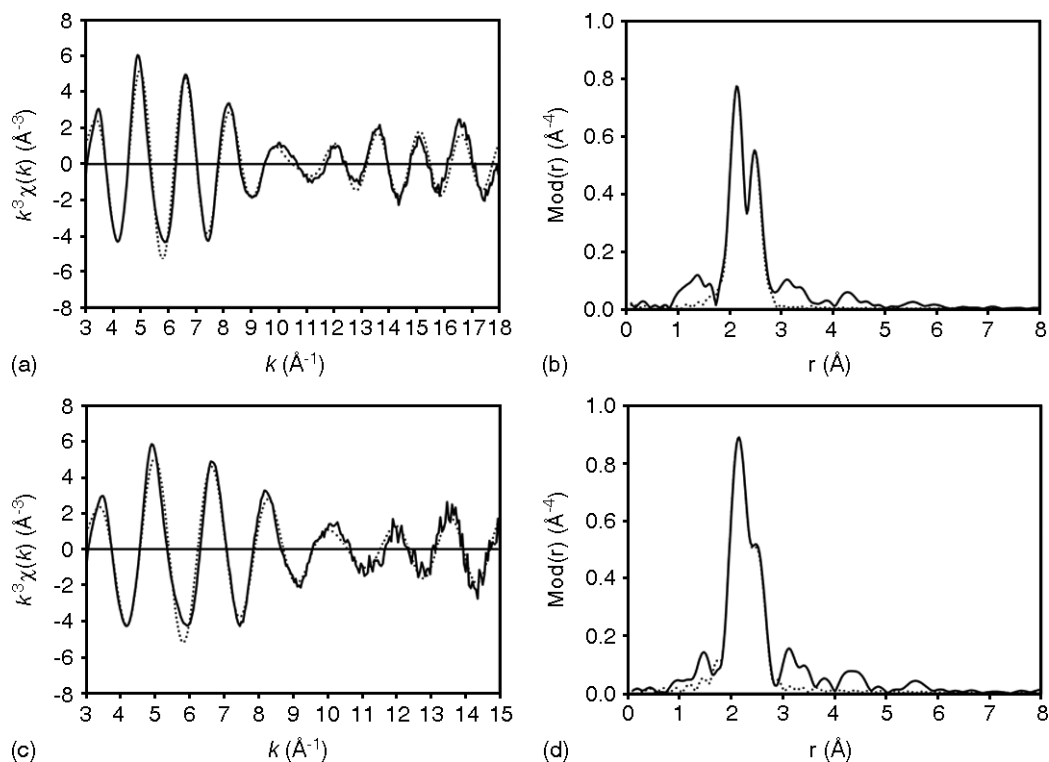 8
6
4
2
0
-2
-4
-6
-8
k³χ(k) (Å⁻³)
3 4 5 6 7 8 9 10 11 12 13 14 15 16 17 18
(a)
k (Å⁻¹)
1.0
0.8
0.6
0.4
0.2
0.0
Mod(r) (Å⁻⁴)
0 1 2 3 4 5 6 7 8
(b)
r (Å)
8
6
4
2
0
-2
-4
-6
-8
k³χ(k) (Å⁻³)
3 4 5 6 7 8 9 10 11 12 13 14 15
(c)
k (Å⁻¹)
1.0
0.8
0.6
0.4
0.2
0.0
Mod(r) (Å⁻⁴)
0 1 2 3 4 5 6 7 8
(d)
r (Å)